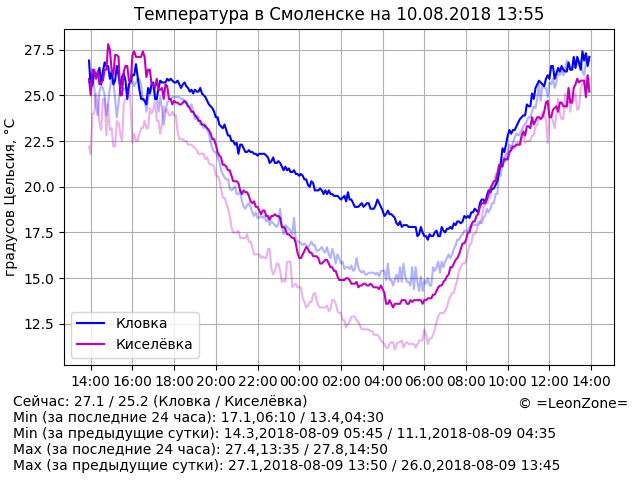 Температура в Смоленске на 10.08.2018 13:55
градусов Цельсия, °C
27.5
25.0
22.5
20.0
17.5
15.0
12.5
Кловка
Киселёвка
14:00 16:00 18:00 20:00 22:00 00:00 02:00 04:00 06:00 08:00 10:00 12:00 14:00
Сейчас: 27.1 / 25.2 (Кловка / Киселёвка)
© =LeonZone=
Min (за последние 24 часа): 17.1,06:10 / 13.4,04:30
Min (за предыдущие сутки): 14.3,2018-08-09 05:45 / 11.1,2018-08-09 04:35
Max (за последние 24 часа): 27.4,13:35 / 27.8,14:50
Max (за предыдущие сутки): 27.1,2018-08-09 13:50 / 26.0,2018-08-09 13:45